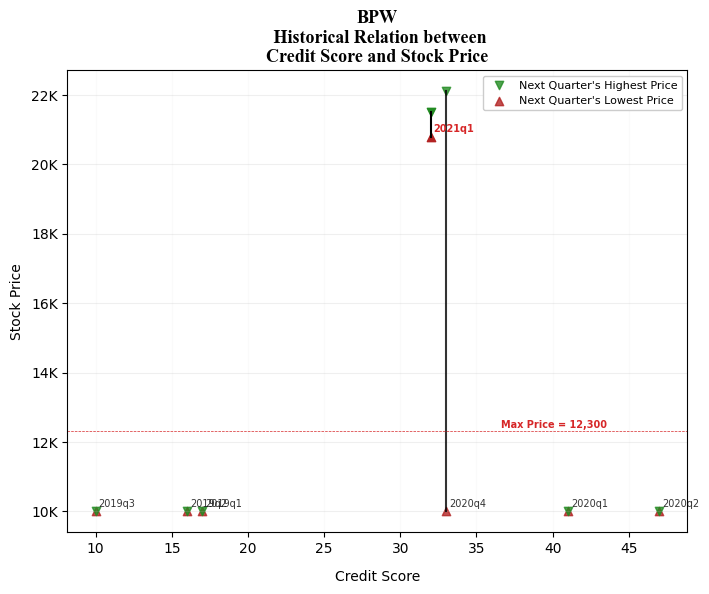 BPW
Historical Relation between
Credit Score and Stock Price
Next Quarter's Highest Price
Next Quarter's Lowest Price
22K
20K
18K
16K
14K
12K
10K
Stock Price
2021q1
Max Price = 12,300
2019q3
2019q2
2019q1
2020q4
2020q1
2020q2
10
15
20
25
30
35
40
45
Credit Score